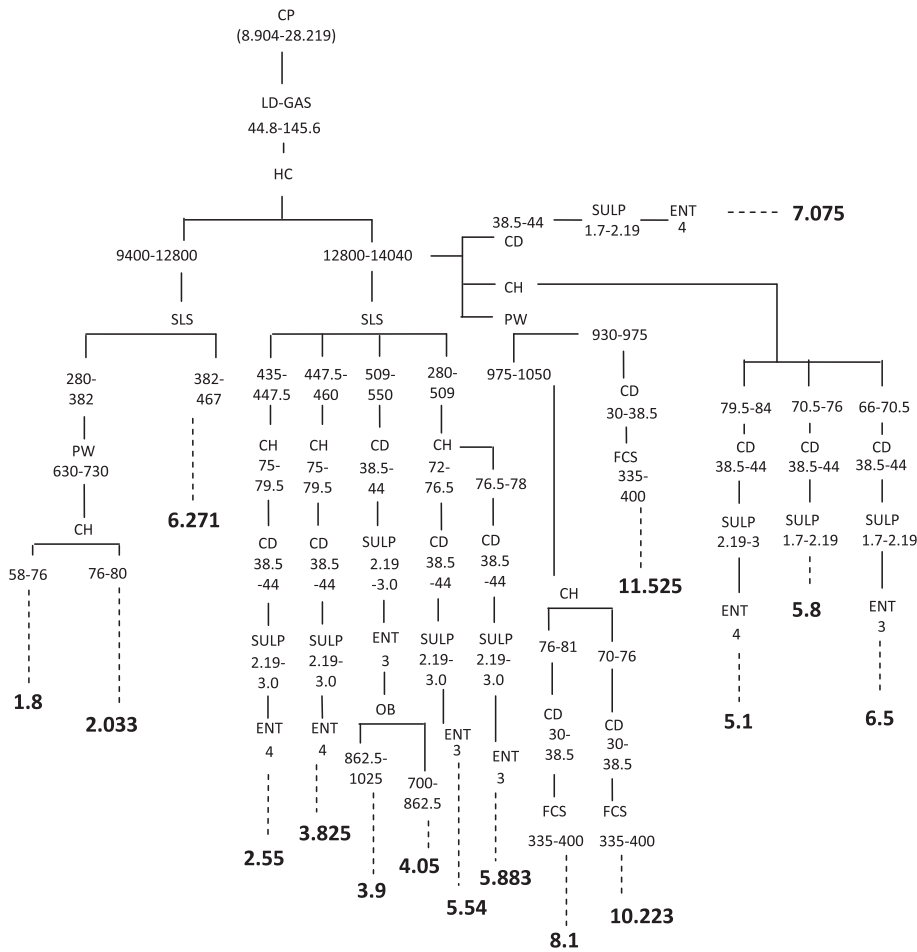 CP
(8.904-28.219)
LD-GAS
44.8-145.6
HC
9400-12800
12800-14040
38.5-44
CD
SULP
1.7-2.19
ENT
4
7.075
CH
PW
SLS
280-
382
PW
630-730
CH
58-76
1.8
76-80
2.033
382-
467
6.271
SLS
435-
447.5
CH
75-
79.5
CD
38.5
-44
SULP
2.19-
3.0
ENT
4
2.55
447.5-
460
CH
75-
79.5
CD
38.5
-44
SULP
2.19-
3.0
ENT
4
3.825
509-
550
CD
38.5-
44
SULP
2.19
-3.0
ENT
3
OB
862.5-
1025
3.9
700-
862.5
4.05
280-
509
CH
72-
76.5
CD
38.5
-44
SULP
2.19-
3.0
ENT
3
5.54
76.5-78
CD
38.5
-44
SULP
2.19-
3.0
ENT
3
5.883
975-1050
CH
76-81
CD
30-
38.5
FCS
335-400
8.1
70-76
CD
30-
38.5
FCS
335-400
10.223
930-975
CD
30-38.5
FCS
335-
400
11.525
79.5-84
CD
38.5-44
SULP
2.19-3
ENT
4
5.1
70.5-76
CD
38.5-44
SULP
1.7-2.19
5.8
66-70.5
CD
38.5-44
SULP
1.7-2.19
ENT
3
6.5